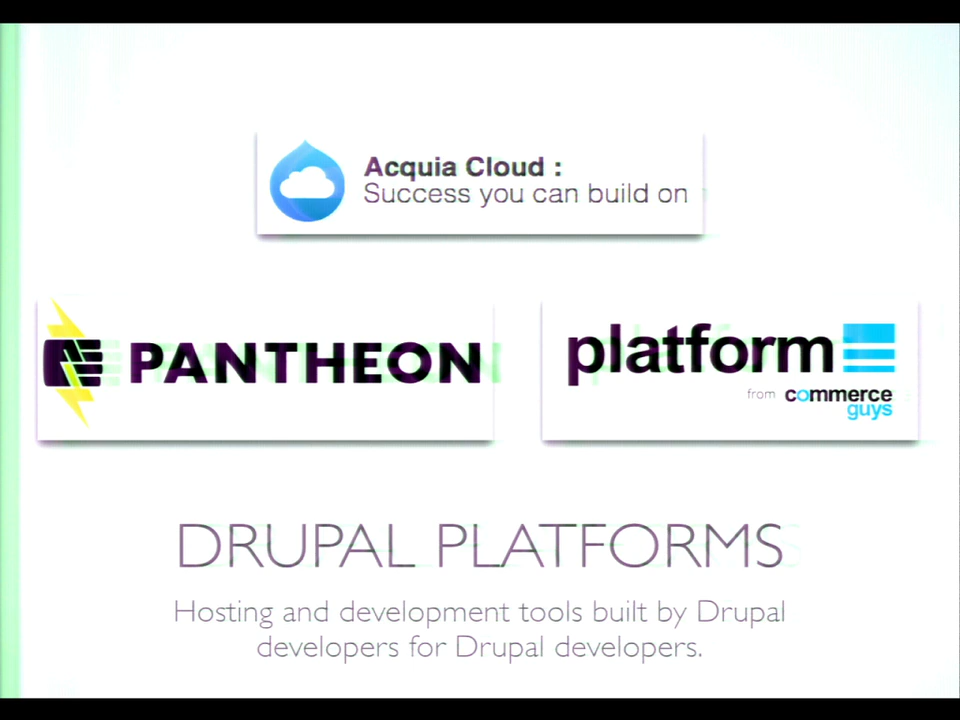 Acquia Cloud :
Success you can build on
PANTHEON
platform
from commerce
guys
DRUPAL PLATFORMS
Hosting and development tools built by Drupal
developers for Drupal developers.